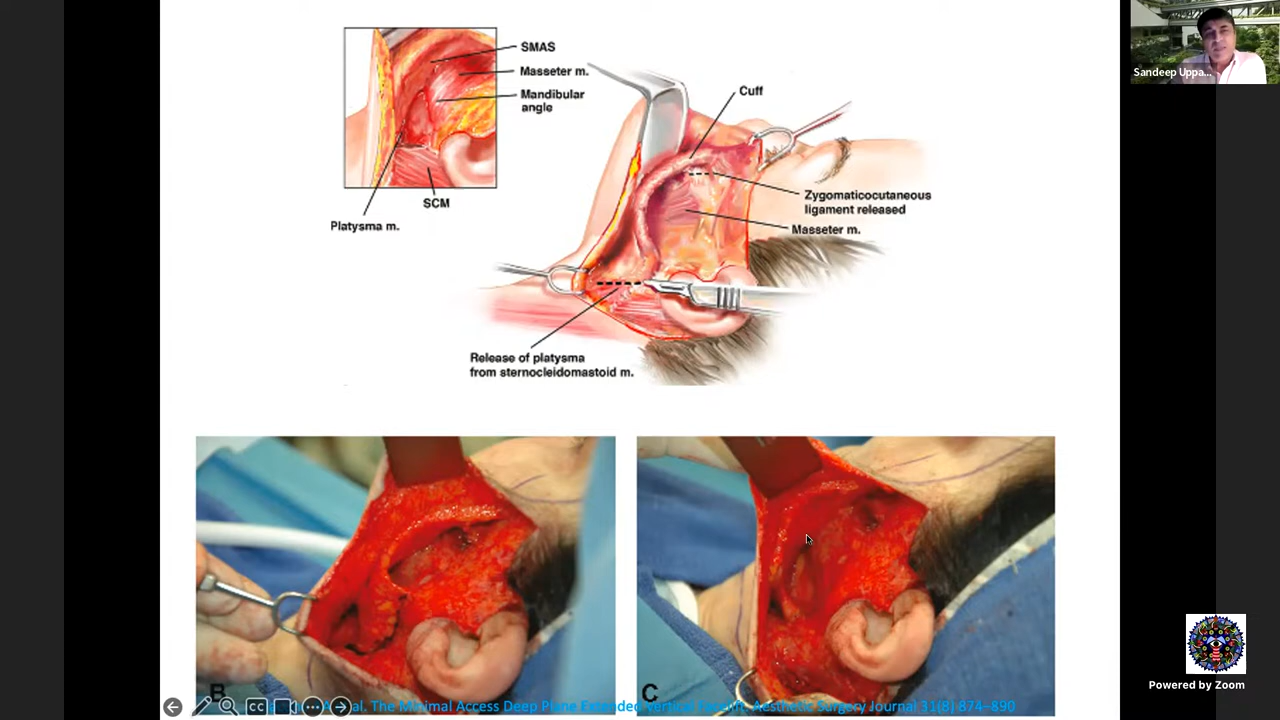 SMAS
Masseter m.
Mandibular
angle
SCM
Platysma m.
Cuff
Zygomaticocutaneous
ligament released
Masseter m.
Release of platysma
from sternocleidomastoid m.
Sandeep Uppa...
B
C
al. The Minimal Access Deep Plane Extended Vertical Facelift. Aesthetic Surgery Journal 31(8) 874–890
CC
Powered by Zoom